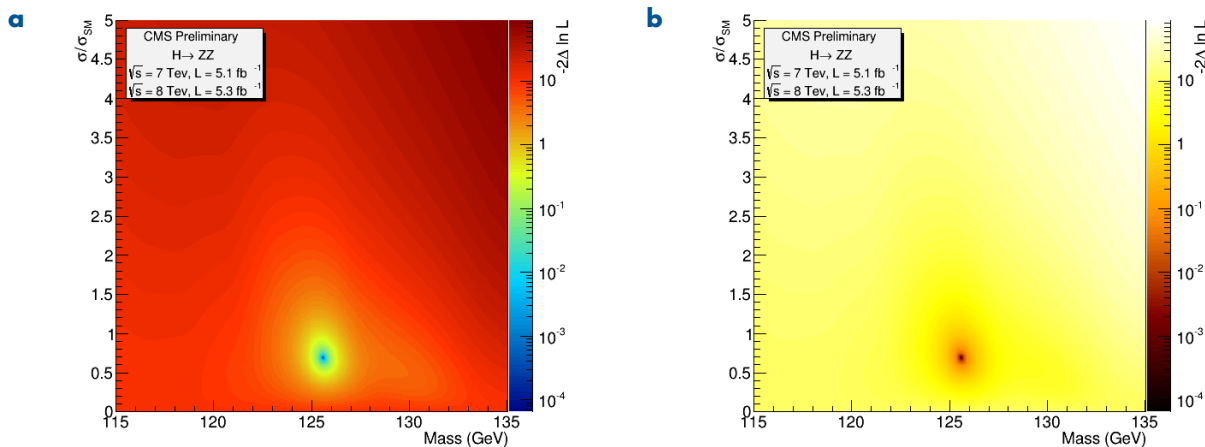 a
σ/σSM
5
4.5
4
3.5
3
2.5
2
1.5
1
0.5
0
CMS Preliminary
H→ ZZ
√s = 7 Tev, L = 5.1 fb⁻¹
√s = 8 Tev, L = 5.3 fb⁻¹
115 120 125 130 135
Mass (GeV)
-2Δ ln L
10
1
10⁻¹
10⁻²
10⁻³
10⁻⁴
b
σ/σSM
5
4.5
4
3.5
3
2.5
2
1.5
1
0.5
0
CMS Preliminary
H→ ZZ
√s = 7 Tev, L = 5.1 fb⁻¹
√s = 8 Tev, L = 5.3 fb⁻¹
115 120 125 130 135
Mass (GeV)
-2Δ ln L
10
1
10⁻¹
10⁻²
10⁻³
10⁻⁴